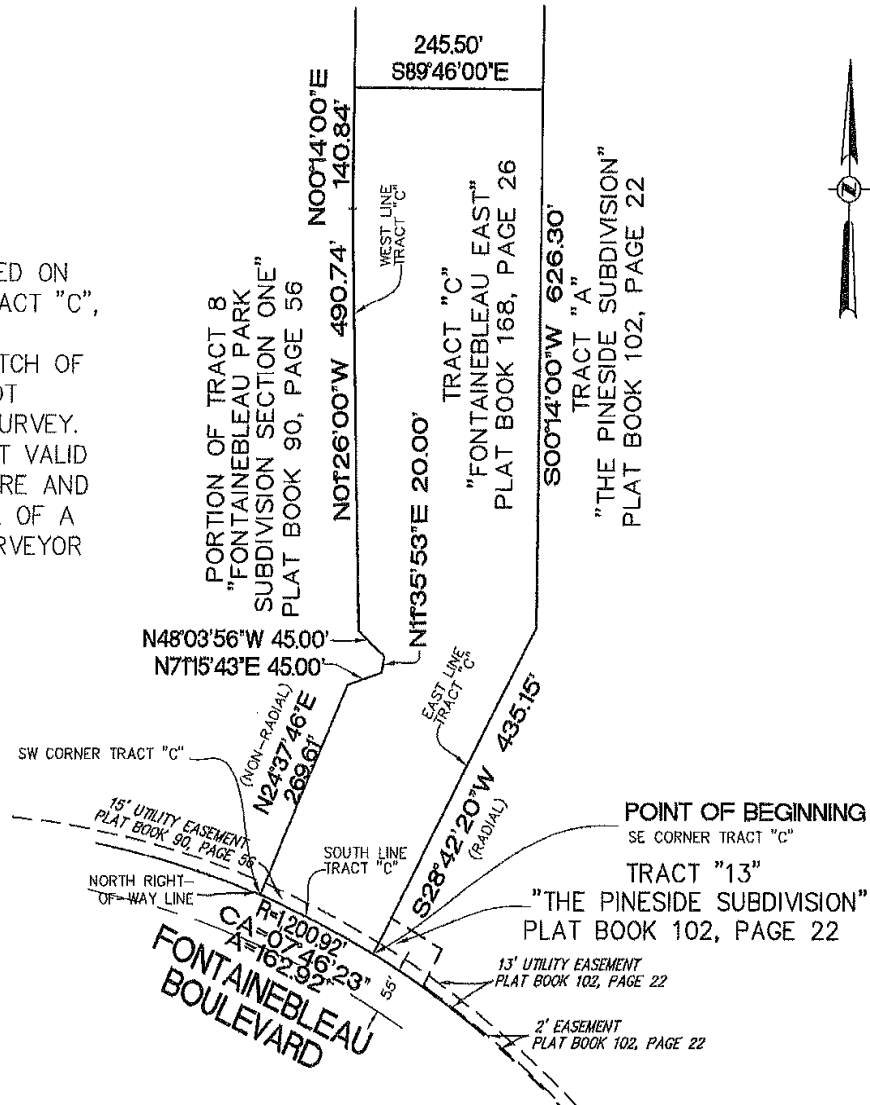 245.50'
S89°46'00"E
N00°14'00"E
140.84'
WEST LINE
TRACT "C"
N01°26'00"W 490.74'
PORTION OF TRACT 8
"FONTAINEBLEAU PARK
SUBDIVISION SECTION ONE"
PLAT BOOK 90, PAGE 56
TRACT "C"
"FONTAINEBLEAU EAST"
PLAT BOOK 168, PAGE 26
S00°14'00"W 626.30'
TRACT "A"
"THE PINESIDE SUBDIVISION"
PLAT BOOK 102, PAGE 22
Z
ED ON
ACT "C",
TCH OF
OT
URVEY.
T VALID
RE AND
OF A
RVEYOR
N11°35'53"E 20.00'
N48°03'56"W 45.00'
N71°15'43"E 45.00'
(NON-RADIAL)
N24°37'46"E
269.61'
EAST LINE
TRACT "C"
S28°42'20"W 435.15'
(RADIAL)
SW CORNER TRACT "C"
15' UTILITY EASEMENT
PLAT BOOK 90, PAGE 56
NORTH RIGHT-
OF-WAY LINE
SOUTH LINE
TRACT "C"
POINT OF BEGINNING
SE CORNER TRACT "C"
TRACT "13"
"THE PINESIDE SUBDIVISION"
PLAT BOOK 102, PAGE 22
R=1200.92'
CA=07°46'23"
A=162.92'
55'
FONTAINEBLEAU
BOULEVARD
13' UTILITY EASEMENT
PLAT BOOK 102, PAGE 22
2' EASEMENT
PLAT BOOK 102, PAGE 22